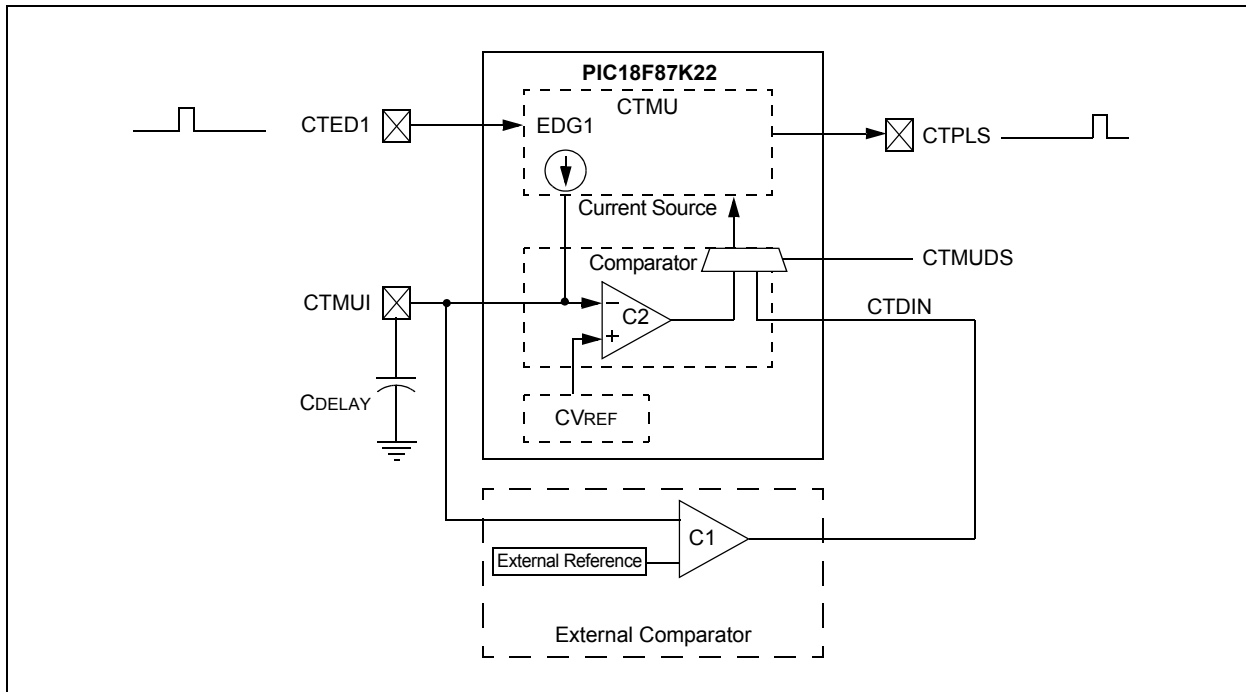 PIC18F87K22
CTMU
CTED1
EDG1
CTPLS
Current Source
Comparator
CTMUDS
CTMUI
−
C2
+
CTDIN
CDELAY
CVREF
C1
External Reference
External Comparator